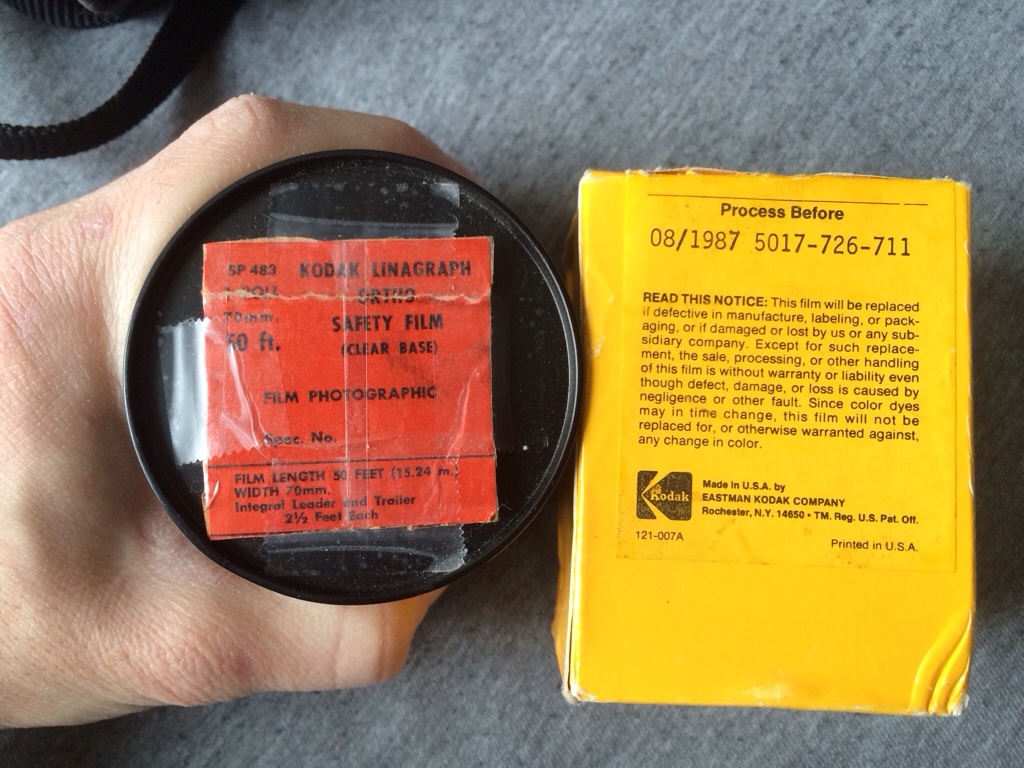 SP 483 KODAK LINAGRAPH
1 ROLL ORTHO
70mm. SAFETY FILM
50 ft. (CLEAR BASE)
FILM PHOTOGRAPHIC
Spec. No.
FILM LENGTH 50 FEET (15.24 m.)
WIDTH 70mm.
Integral Leader and Trailer
2½ Feet Each
Process Before
08/1987 5017-726-711
READ THIS NOTICE: This film will be replaced
if defective in manufacture, labeling, or pack-
aging, or if damaged or lost by us or any sub-
sidiary company. Except for such replace-
ment, the sale, processing, or other handling
of this film is without warranty or liability even
though defect, damage, or loss is caused by
negligence or other fault. Since color dyes
may in time change, this film will not be
replaced for, or otherwise warranted against,
any change in color.
Kodak
Made in U.S.A. by
EASTMAN KODAK COMPANY
Rochester, N.Y. 14650 • TM. Reg. U.S. Pat. Off.
121-007A
Printed in U.S.A.